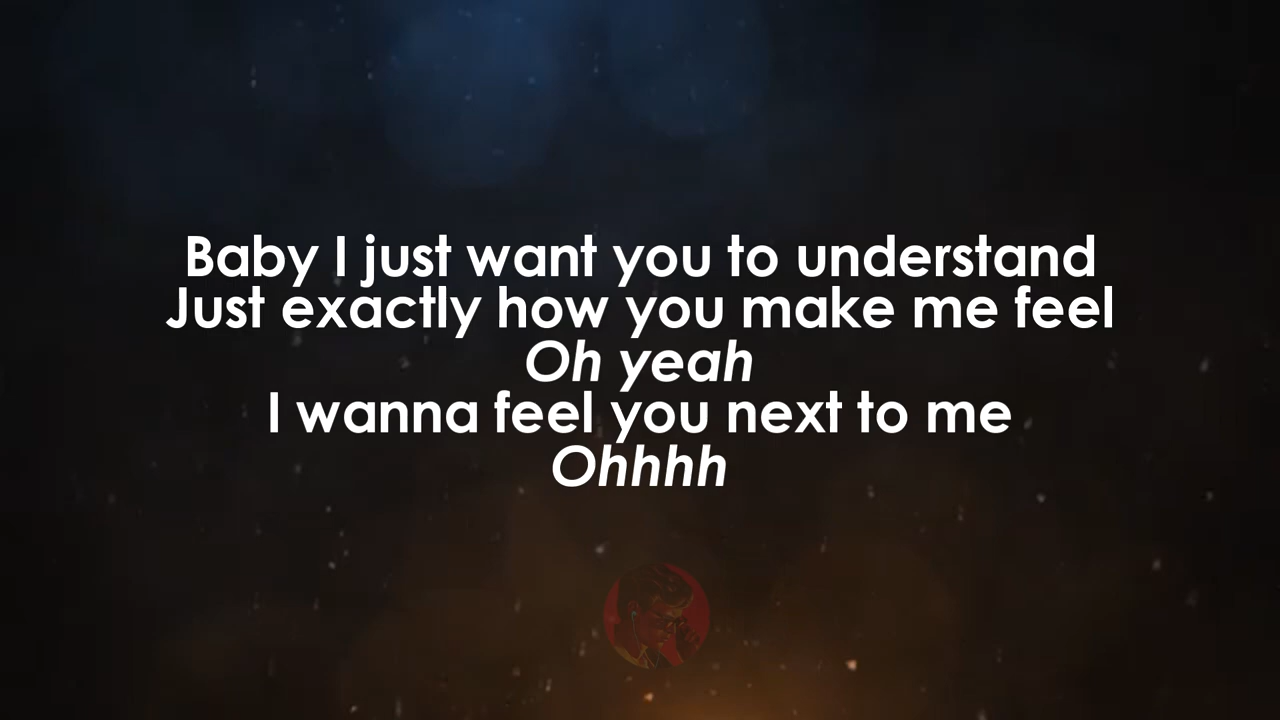 Baby I just want you to understand
Just exactly how you make me feel
Oh yeah
I wanna feel you next to me
Ohhhh